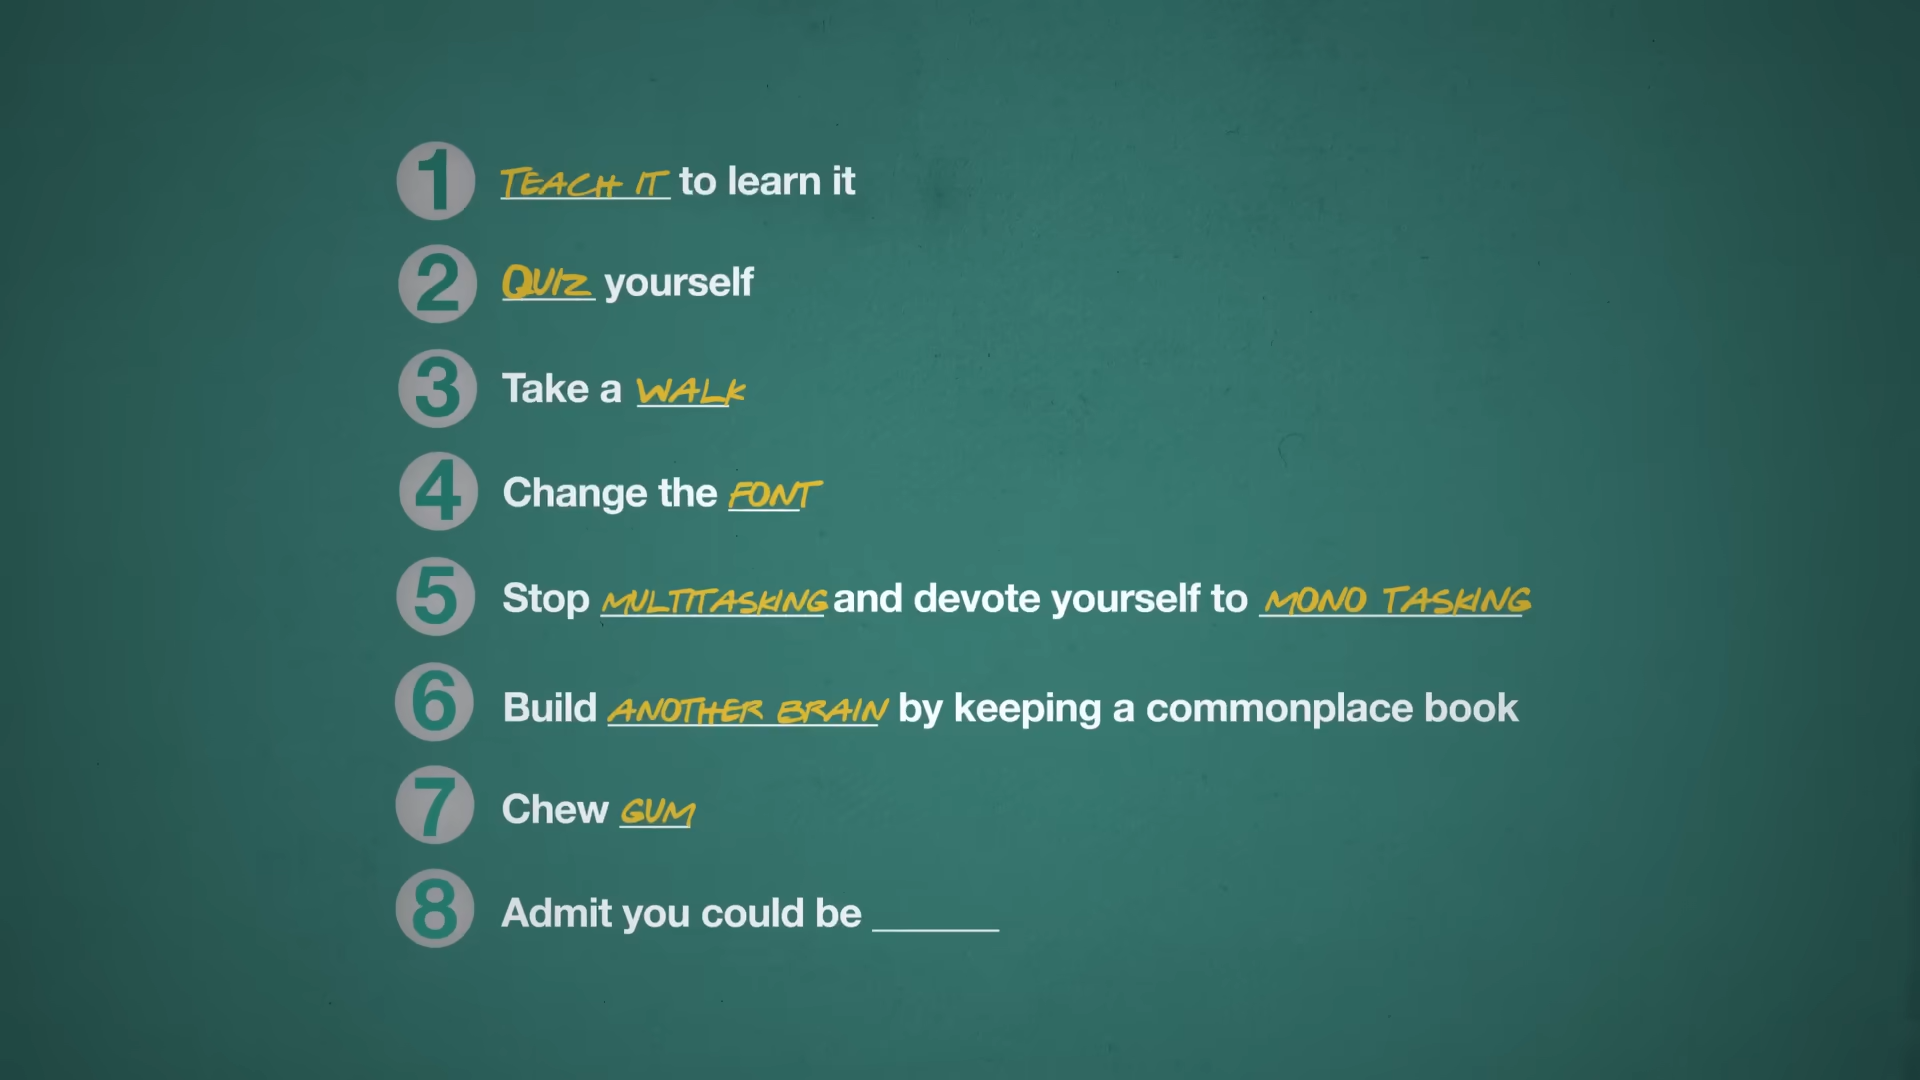 1 TEACH IT to learn it
2 QUIZ yourself
3 Take a WALK
4 Change the FONT
5 Stop MULTITASKING and devote yourself to MONO TASKING
6 Build ANOTHER BRAIN by keeping a commonplace book
7 Chew GUM
8 Admit you could be ______